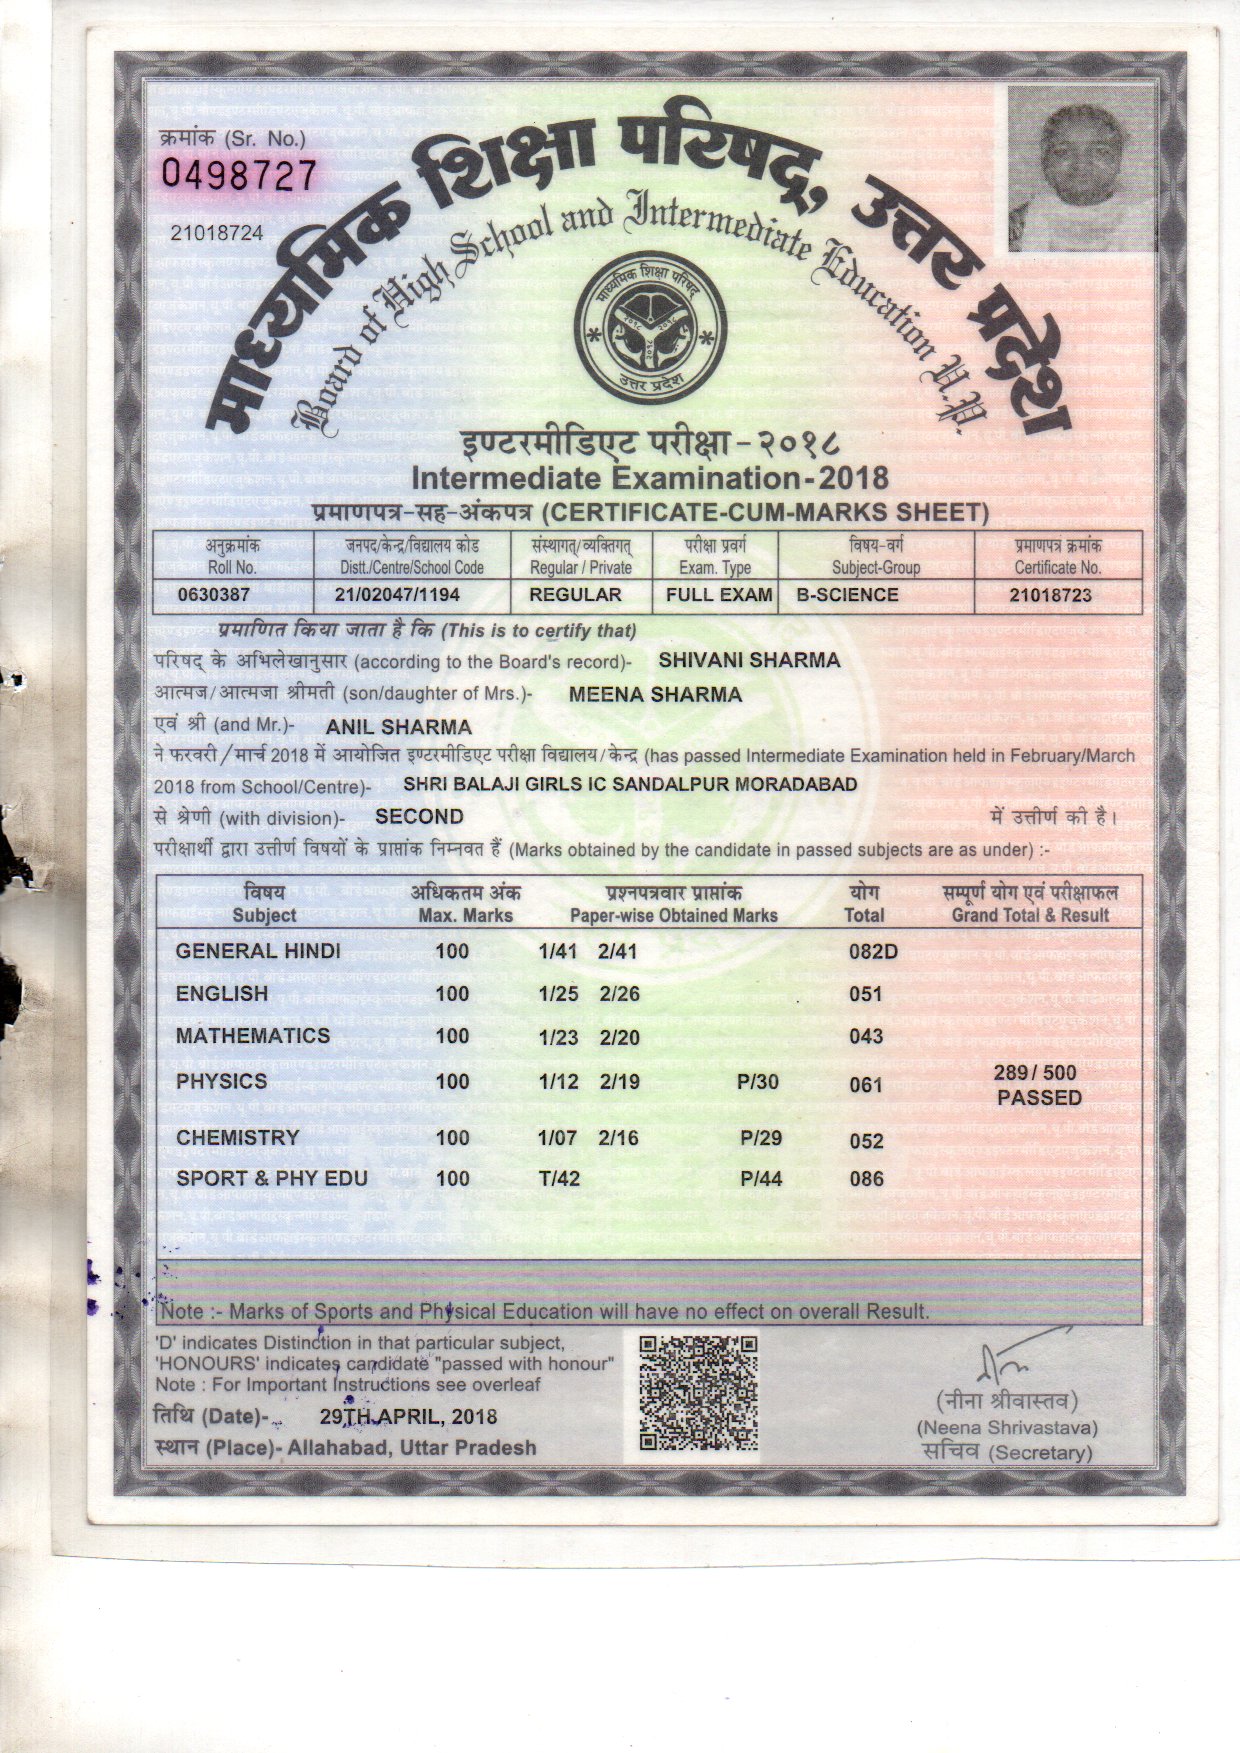 क्रमांक (Sr. No.)
0498727
21018724
माध्यमिक शिक्षा परिषद्, उत्तर प्रदेश
Board of High School and Intermediate Education U.P.
माध्यमिक शिक्षा परिषद्
२०१८ २०१८
२०१८
उत्तर प्रदेश
इण्टरमीडिएट परीक्षा - २०१८
Intermediate Examination - 2018
प्रमाणपत्र-सह-अंकपत्र (CERTIFICATE-CUM-MARKS SHEET)
अनुक्रमांक जनपद/केन्द्र/विद्यालय कोड संस्थागत्/व्यक्तिगत् परीक्षा प्रवर्ग विषय-वर्ग प्रमाणपत्र क्रमांक
Roll No. Distt./Centre/School Code Regular / Private Exam. Type Subject-Group Certificate No.
0630387 21/02047/1194 REGULAR FULL EXAM B-SCIENCE 21018723
प्रमाणित किया जाता है कि (This is to certify that)
परिषद् के अभिलेखानुसार (according to the Board's record)- SHIVANI SHARMA
आत्मज/आत्मजा श्रीमती (son/daughter of Mrs.)- MEENA SHARMA
एवं श्री (and Mr.)- ANIL SHARMA
ने फरवरी/मार्च 2018 में आयोजित इण्टरमीडिएट परीक्षा विद्यालय/केन्द्र (has passed Intermediate Examination held in February/March
2018 from School/Centre)- SHRI BALAJI GIRLS IC SANDALPUR MORADABAD
से श्रेणी (with division)- SECOND में उत्तीर्ण की है।
परीक्षार्थी द्वारा उत्तीर्ण विषयों के प्राप्तांक निम्नवत हैं (Marks obtained by the candidate in passed subjects are as under) :-
विषय अधिकतम अंक प्रश्नपत्रवार प्राप्तांक योग सम्पूर्ण योग एवं परीक्षाफल
Subject Max. Marks Paper-wise Obtained Marks Total Grand Total & Result
GENERAL HINDI 100 1/41 2/41 082D
ENGLISH 100 1/25 2/26 051
MATHEMATICS 100 1/23 2/20 043
PHYSICS 100 1/12 2/19 P/30 061 289/ 500
PASSED
CHEMISTRY 100 1/07 2/16 P/29 052
SPORT & PHY EDU 100 T/42 P/44 086
Note :- Marks of Sports and Physical Education will have no effect on overall Result.
'D' indicates Distinction in that particular subject,
'HONOURS' indicates candidate "passed with honour"
Note : For Important Instructions see overleaf
तिथि (Date)- 29TH APRIL, 2018
स्थान (Place)- Allahabad, Uttar Pradesh
(नीना श्रीवास्तव)
(Neena Shrivastava)
सचिव (Secretary)